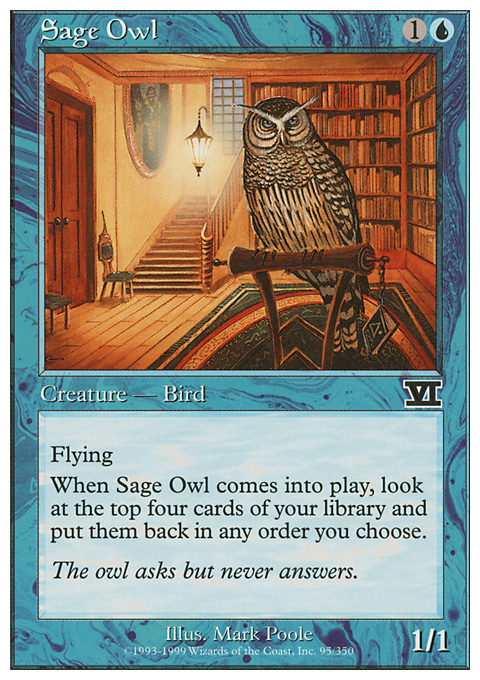 Sage Owl 1
Creature — Bird VI
Flying
When Sage Owl comes into play, look
at the top four cards of your library and
put them back in any order you choose.
The owl asks but never answers.
Illus. Mark Poole
©1993-1999 Wizards of the Coast, Inc. 95/350
1/1